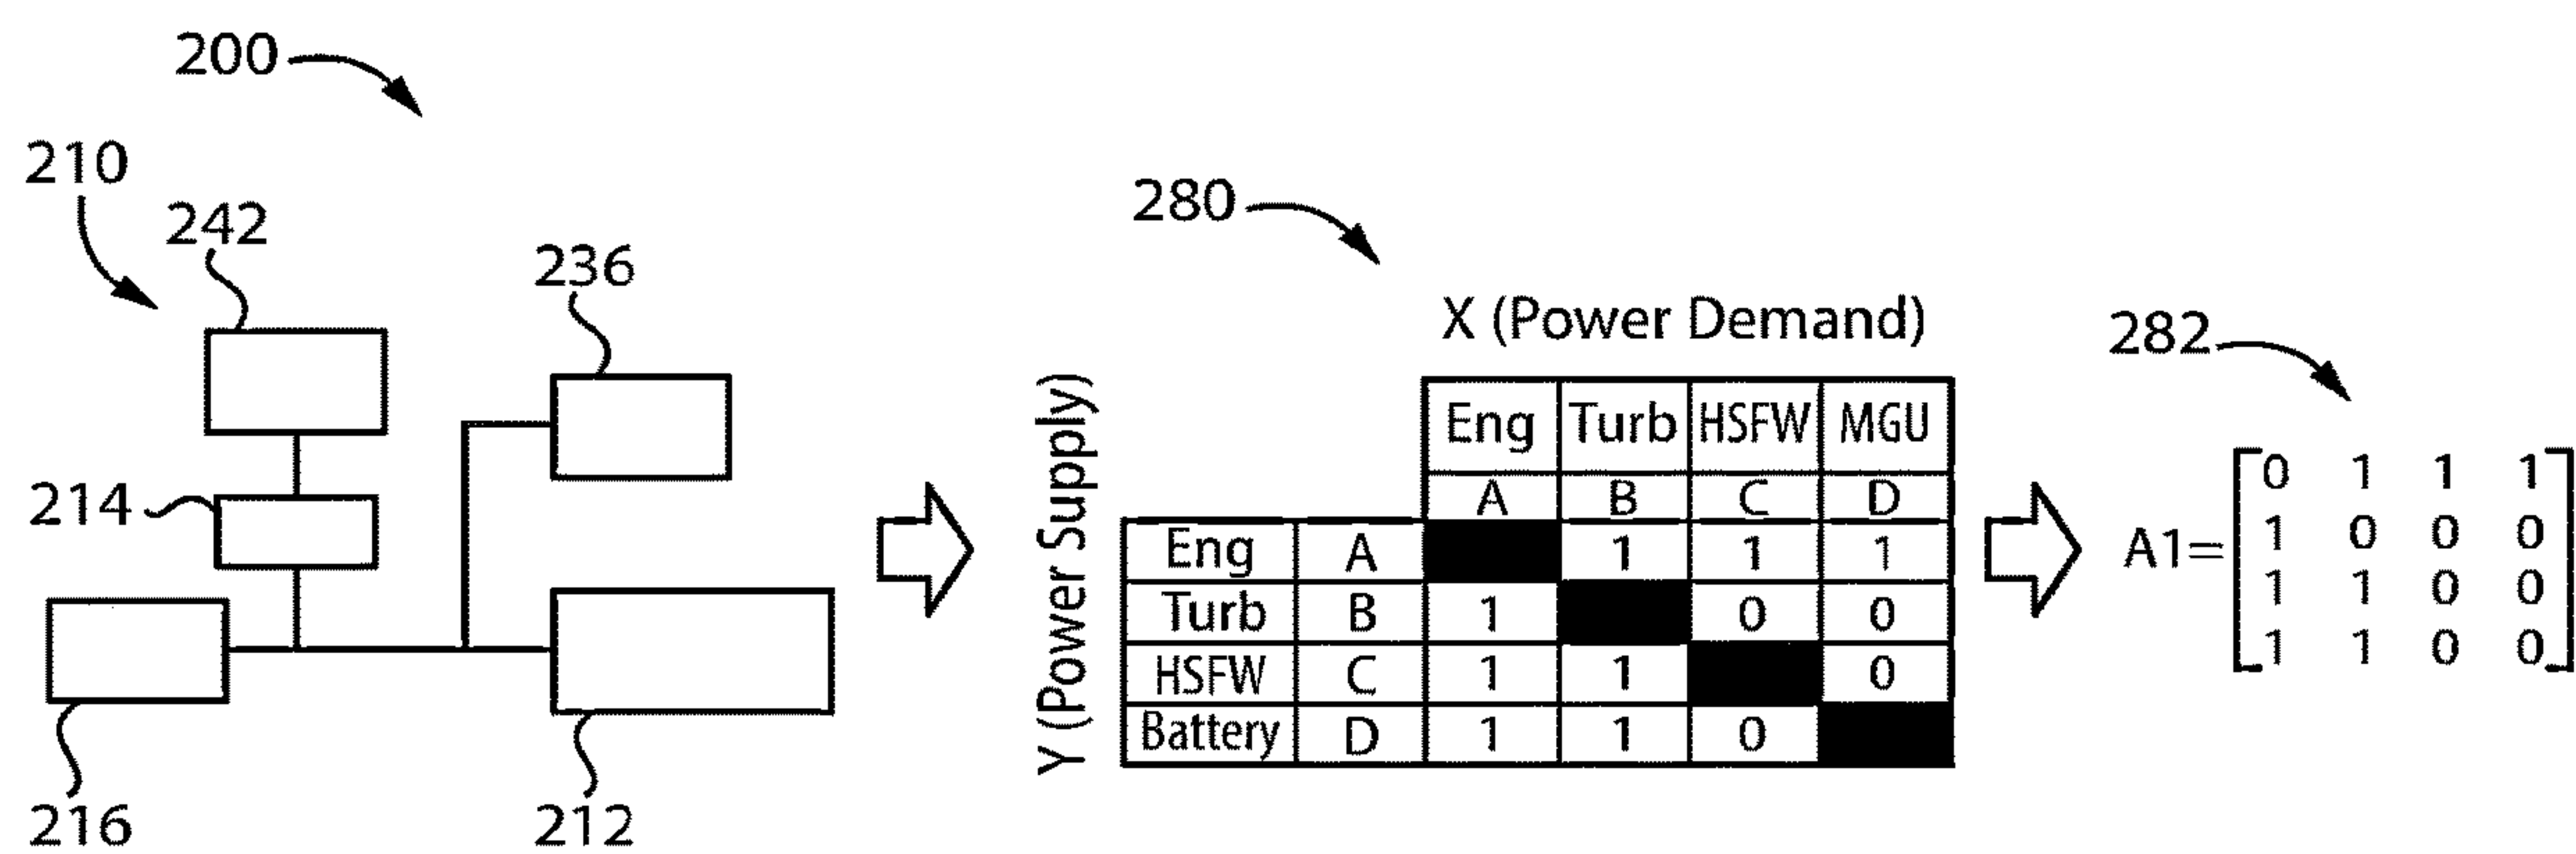 200
210
242
236
214
216
212
280
X (Power Demand)
Y (Power Supply)
Eng Turb HSFW MGU
A B C D
Eng A 1 1 1
Turb B 1 0 0
HSFW C 1 1 0
Battery D 1 1 0
282
A1=
0 1 1 1
1 0 0 0
1 1 0 0
1 1 0 0